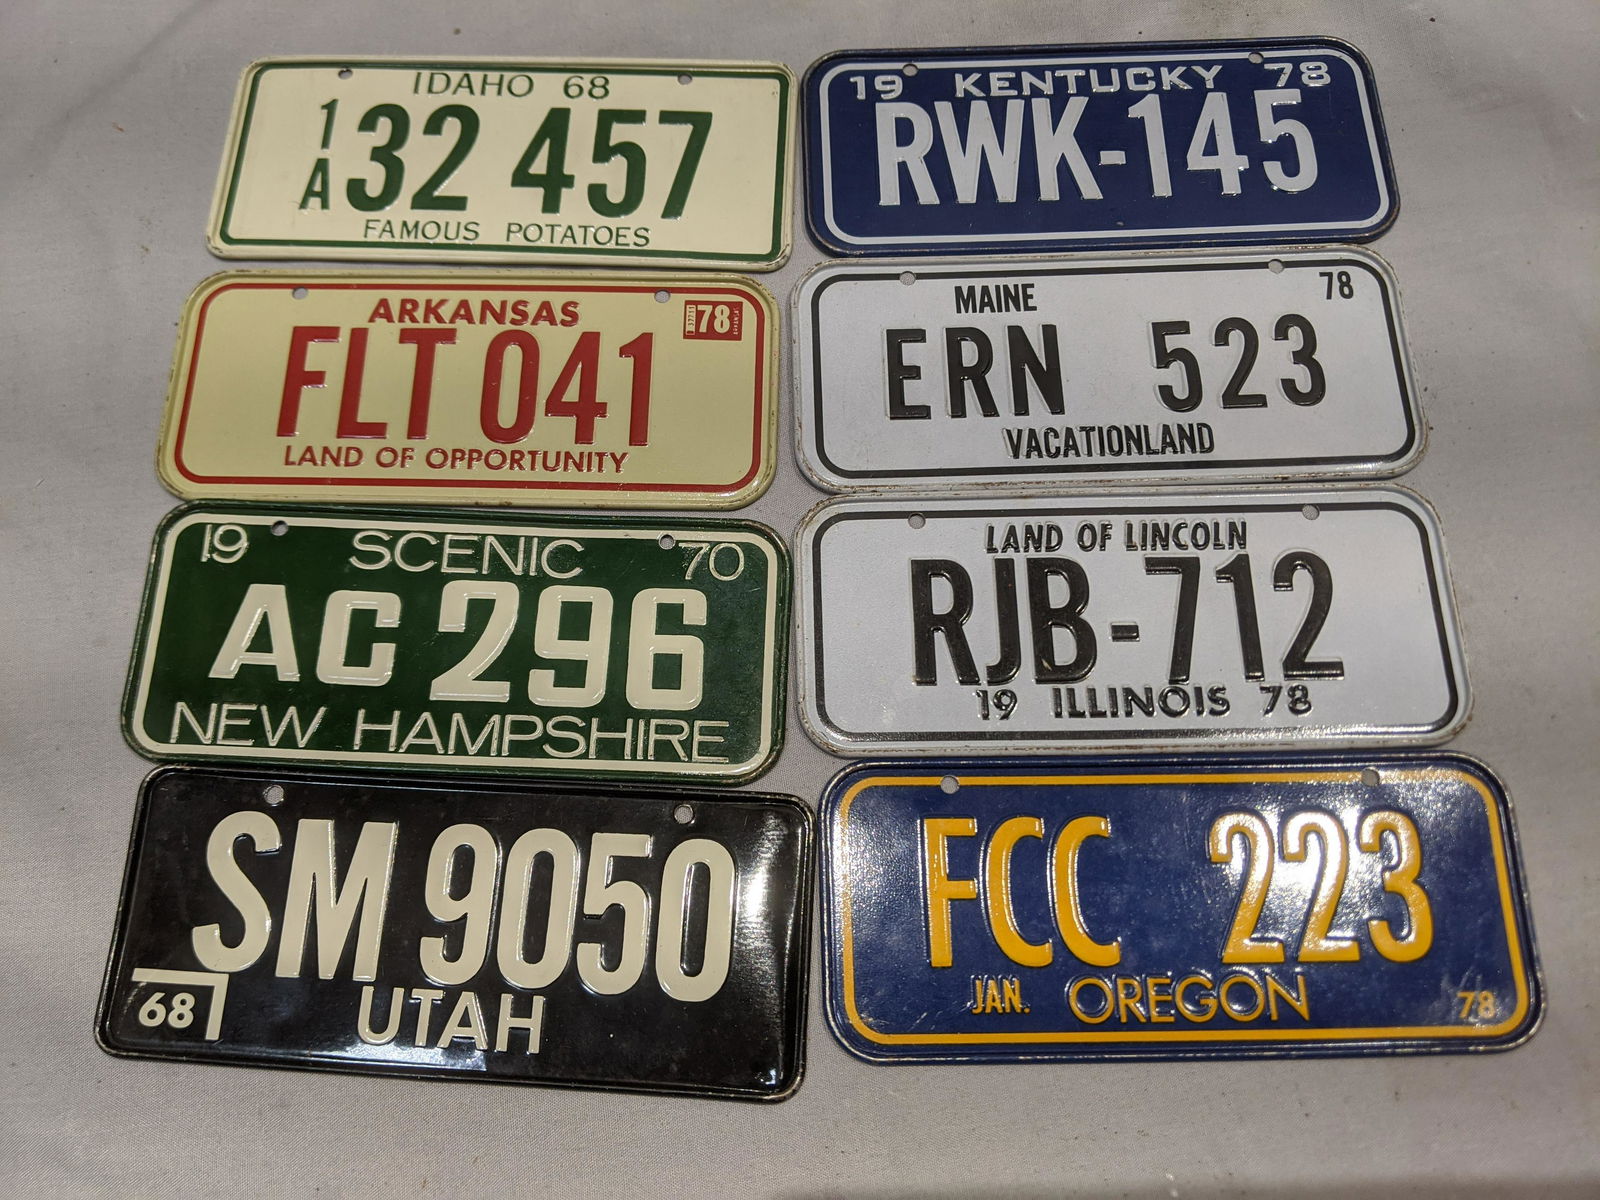 IDAHO 68
1A 32 457
FAMOUS POTATOES
19 KENTUCKY 78
RWK-145
ARKANSAS
78
FLT 041
LAND OF OPPORTUNITY
MAINE 78
ERN 523
VACATIONLAND
19 SCENIC 70
AC 296
NEW HAMPSHIRE
LAND OF LINCOLN
RJB-712
19 ILLINOIS 78
SM 9050
68 UTAH
FCC 223
JAN. OREGON 78